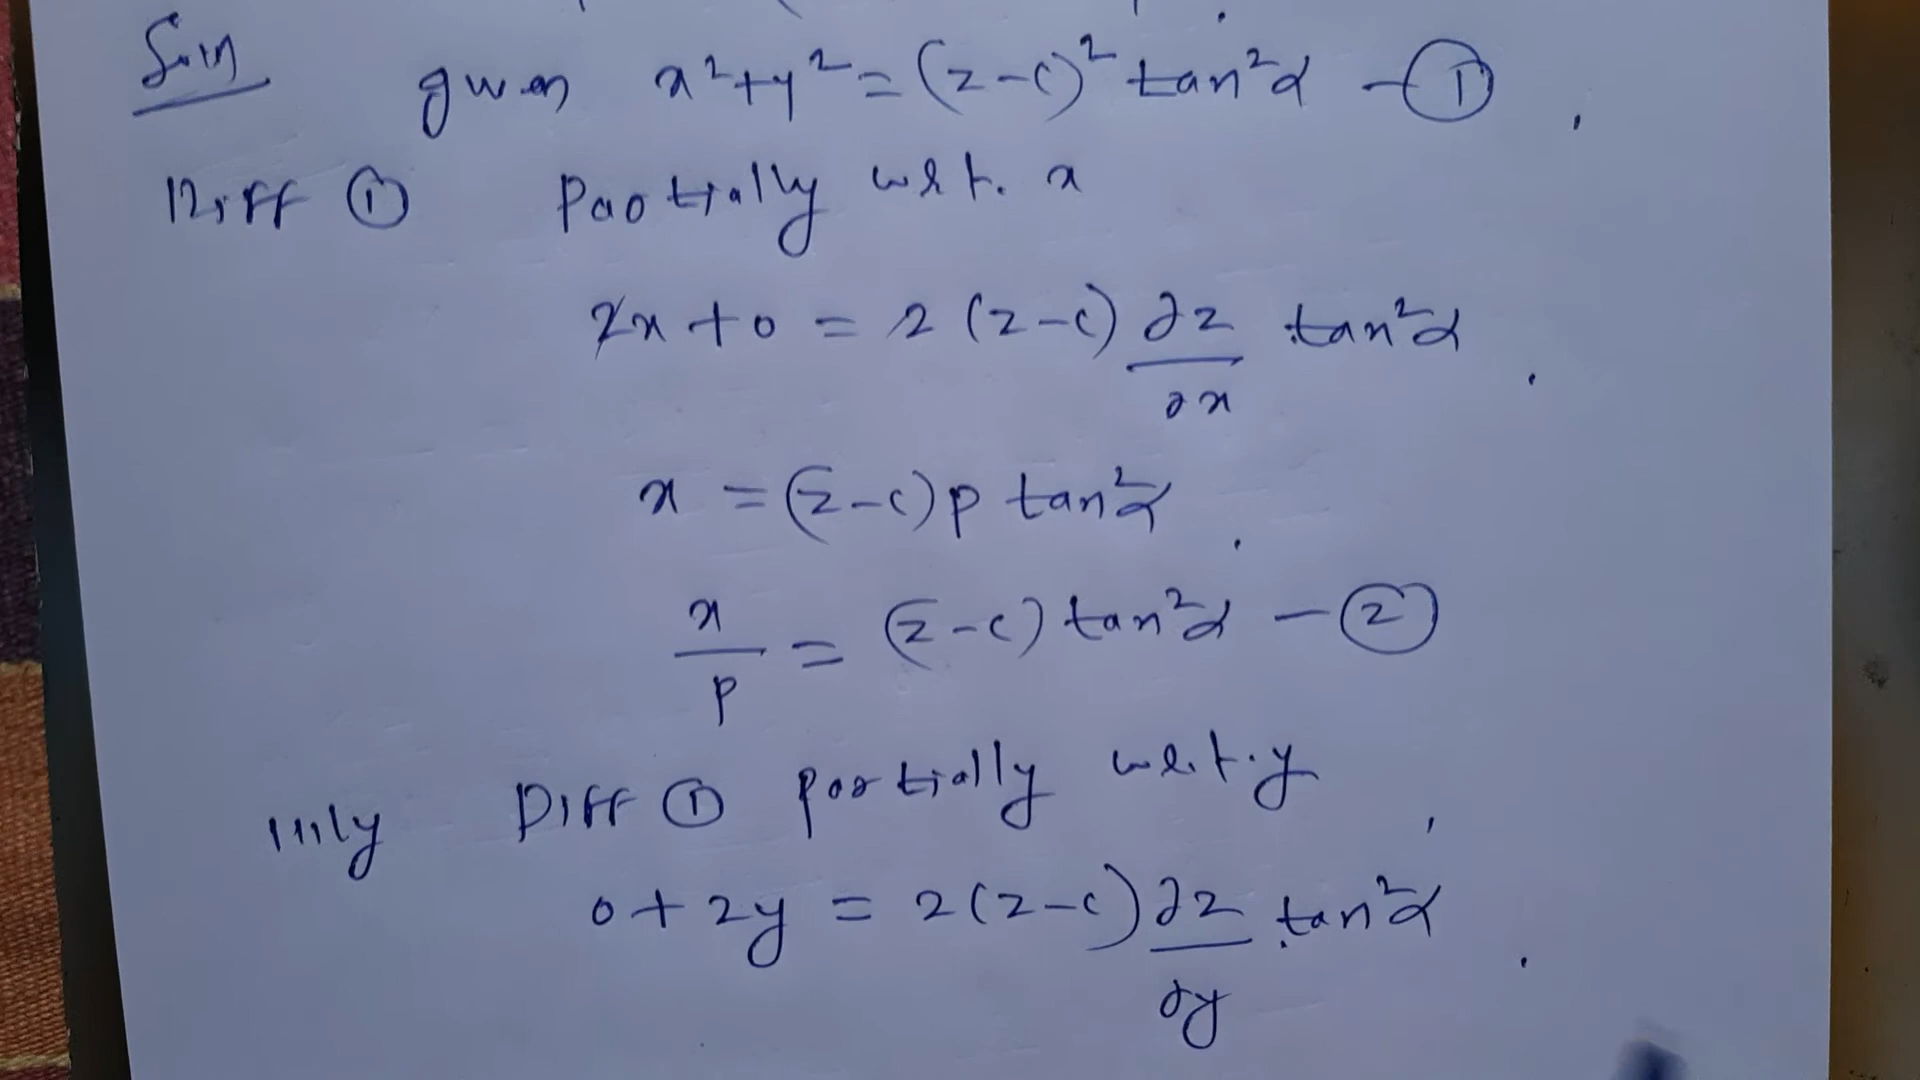 Soln given x²+y² = (z-c)² tan²α - ①
Diff ① Partially w.r.t. x
2x + 0 = 2 (z-c) ∂z/∂x tan²α
x = (z-c) p tan²α
x/p = (z-c) tan²α - ②
lllly Diff ① partially w.r.t. y
0 + 2y = 2(z-c) ∂z/∂y tan²α